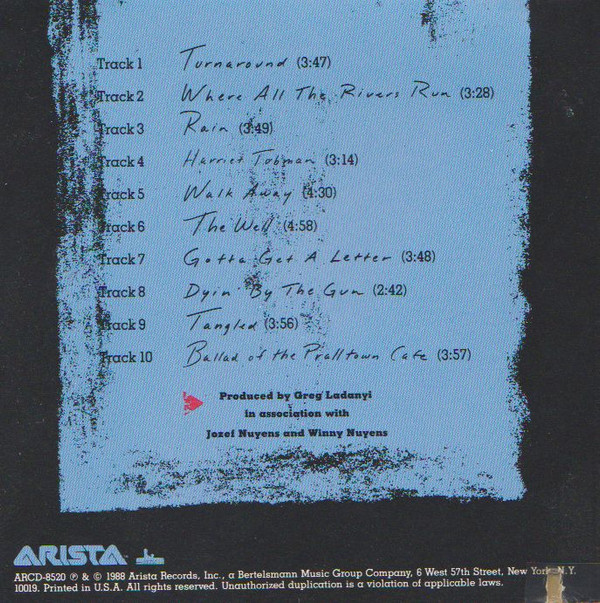 Track 1 Turnaround (3:47)
Track 2 Where All The Rivers Run (3:28)
Track 3 Rain (3:49)
Track 4 Harriet Tubman (3:14)
Track 5 Walk Away (4:30)
Track 6 The Well (4:58)
Track 7 Gotta Get A Letter (3:48)
Track 8 Dyin' By The Gun (2:42)
Track 9 Tangled (3:56)
Track 10 Ballad of the Pralltown Cafe (3:57)
Produced by Greg Ladanyi
in association with
Jozef Nuyens and Winny Nuyens
ARISTA
ARCD-8520 ℗ & © 1988 Arista Records, Inc., a Bertelsmann Music Group Company, 6 West 57th Street, New York N.Y.
10019. Printed in U.S.A. All rights reserved. Unauthorized duplication is a violation of applicable laws.